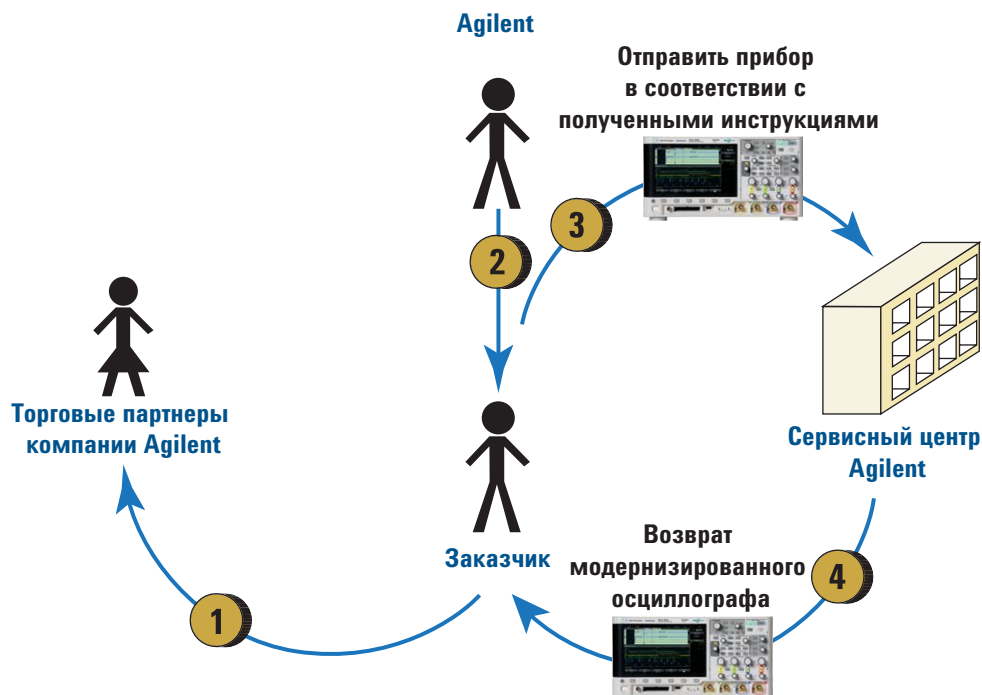 Agilent
Отправить прибор
в соответствии с
полученными инструкциями
3
2
Торговые партнеры
компании Agilent
Сервисный центр
Agilent
Заказчик
Возврат
модернизированного
осциллографа
4
1